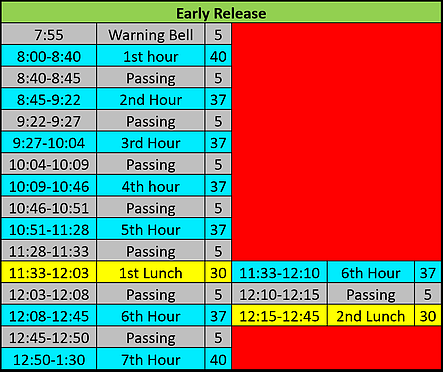 Early Release
7:55 Warning Bell 5
8:00-8:40 1st hour 40
8:40-8:45 Passing 5
8:45-9:22 2nd Hour 37
9:22-9:27 Passing 5
9:27-10:04 3rd Hour 37
10:04-10:09 Passing 5
10:09-10:46 4th hour 37
10:46-10:51 Passing 5
10:51-11:28 5th Hour 37
11:28-11:33 Passing 5
11:33-12:03 1st Lunch 30 11:33-12:10 6th Hour 37
12:03-12:08 Passing 5 12:10-12:15 Passing 5
12:08-12:45 6th Hour 37 12:15-12:45 2nd Lunch 30
12:45-12:50 Passing 5
12:50-1:30 7th Hour 40